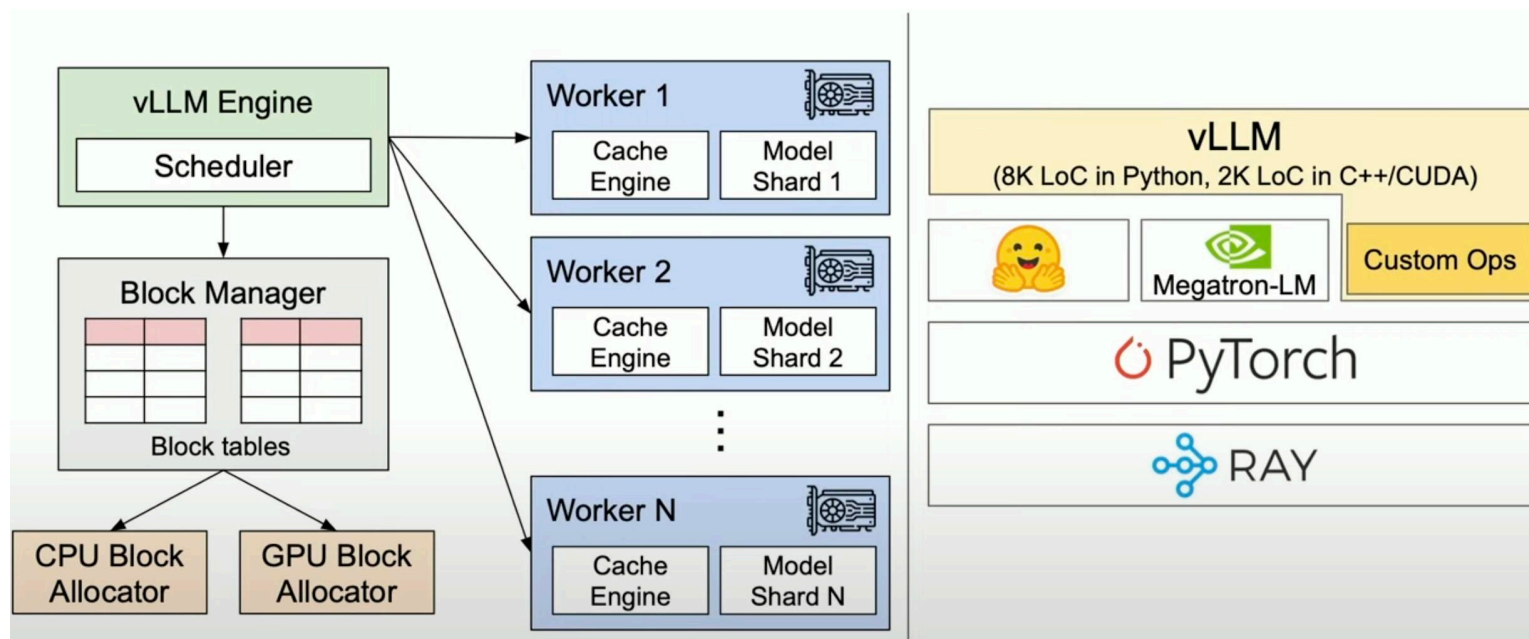 vLLM Engine
Scheduler
Block Manager
Block tables
CPU Block
Allocator
GPU Block
Allocator
Worker 1
Cache
Engine
Model
Shard 1
Worker 2
Cache
Engine
Model
Shard 2
Worker N
Cache
Engine
Model
Shard N
vLLM
(8K LoC in Python, 2K LoC in C++/CUDA)
Megatron-LM
Custom Ops
PyTorch
RAY